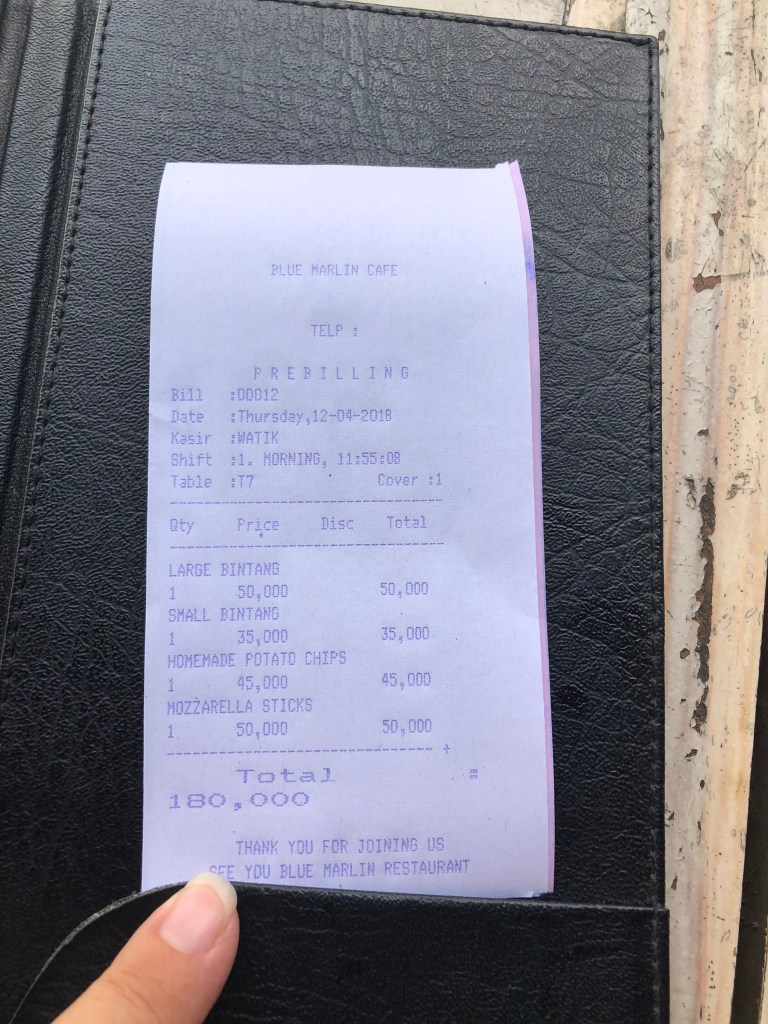 BLUE MARLIN CAFE
TELP :
P R E B I L L I N G
Bill :00012
Date :Thursday,12-04-2018
Kasir :WATIK
Shift :1. MORNING, 11:55:08
Table :T7 Cover :1
--------------------------------
Qty Price Disc Total
--------------------------------
LARGE BINTANG
1 50,000 50,000
SMALL BINTANG
1 35,000 35,000
HOMEMADE POTATO CHIPS
1 45,000 45,000
MOZZARELLA STICKS
1 50,000 50,000
------------------------------- +
Total =
180,000
THANK YOU FOR JOINING US
SEE YOU BLUE MARLIN RESTAURANT